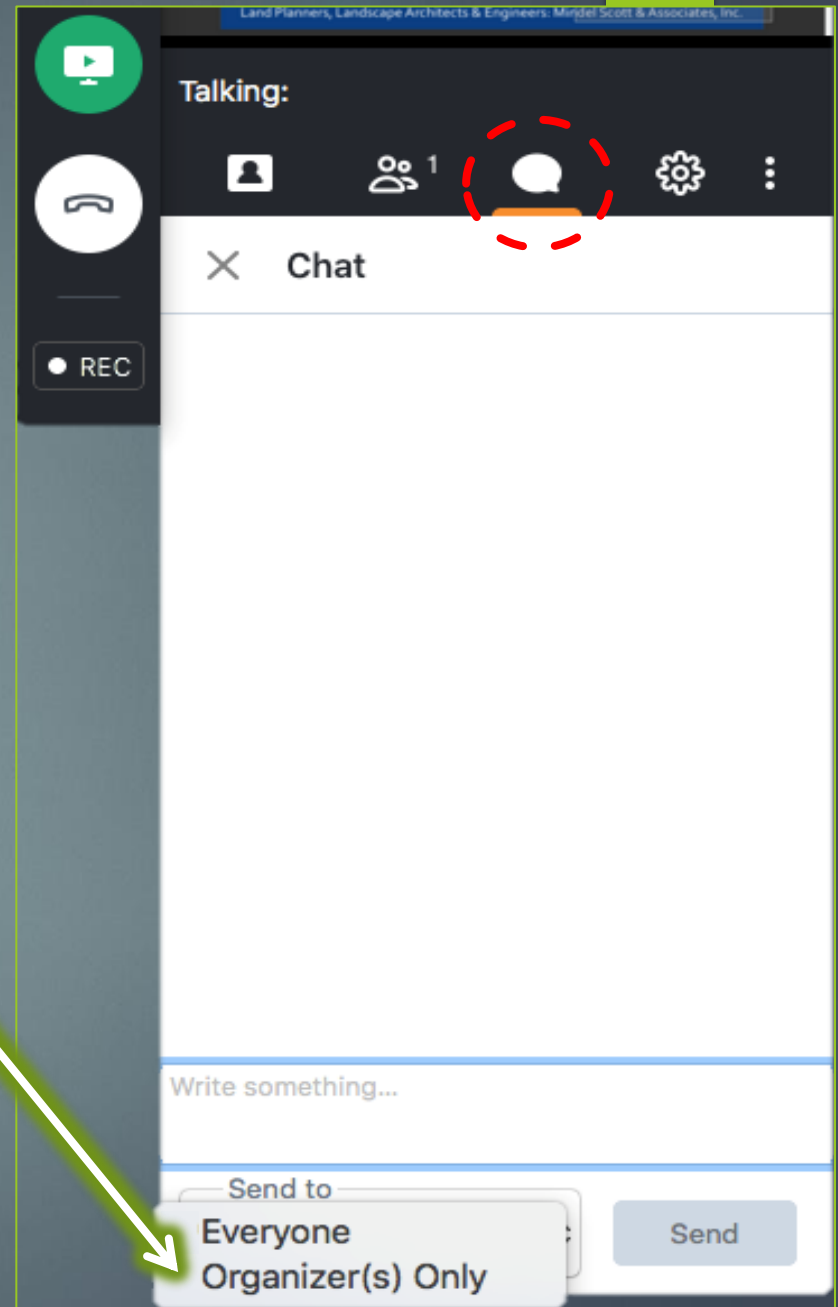 Land Planners, Landscape Architects & Engineers: Mindel Scott & Associates, Inc.
Talking:
1
Chat
REC
Write something...
Send to
Everyone
Send
Organizer(s) Only